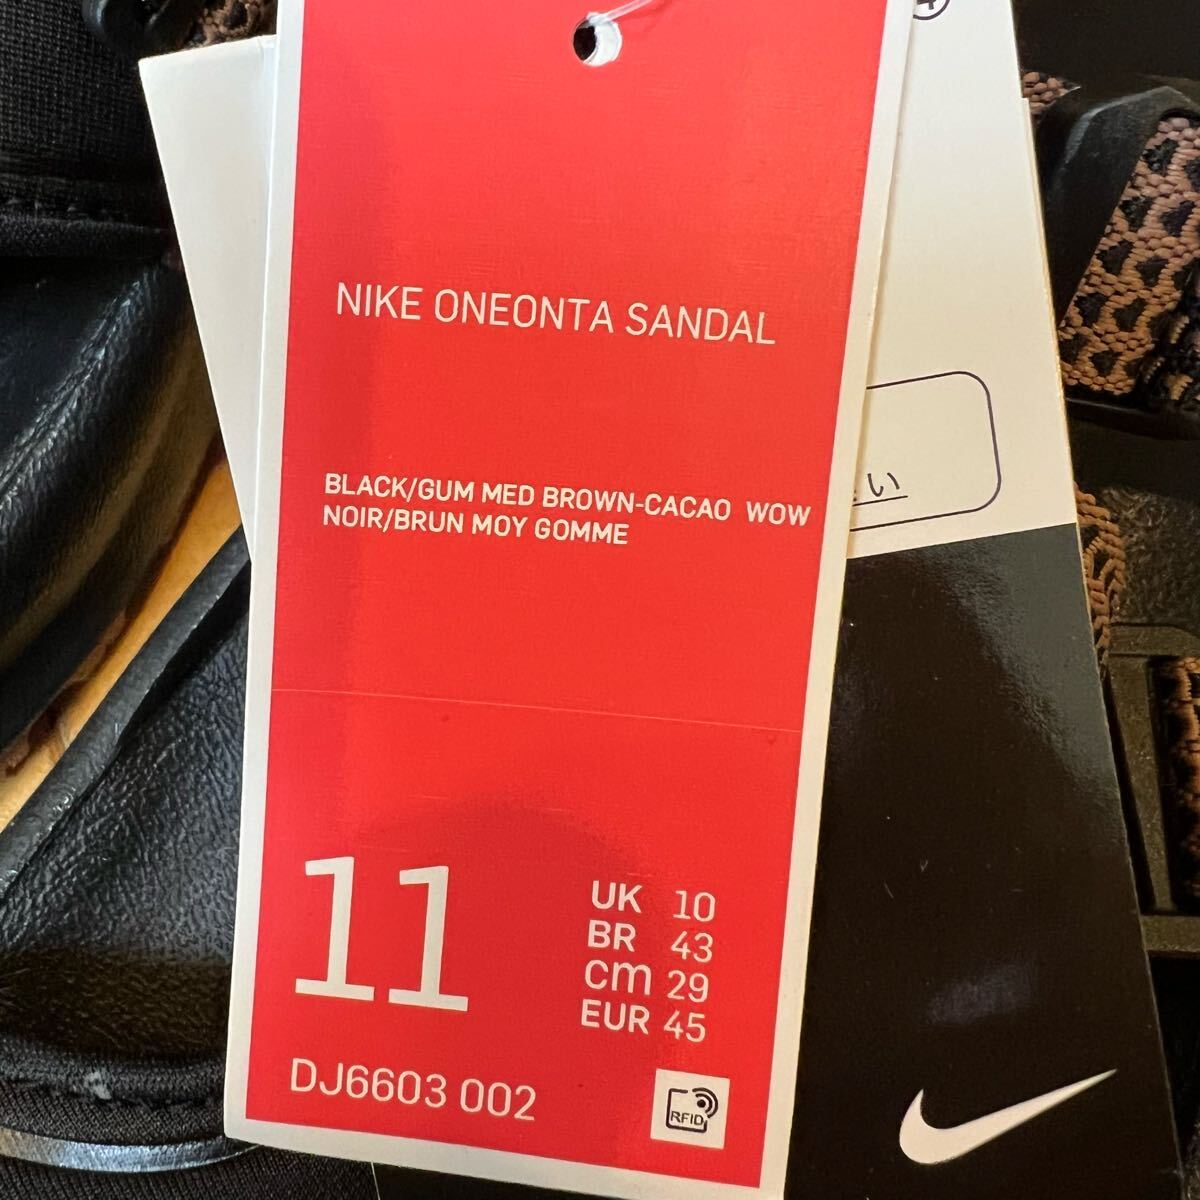 NIKE ONEONTA SANDAL
BLACK/GUM MED BROWN-CACAO WOW
NOIR/BRUN MOY GOMME
11
UK 10
BR 43
cm 29
EUR 45
DJ6603 002
RFID
い